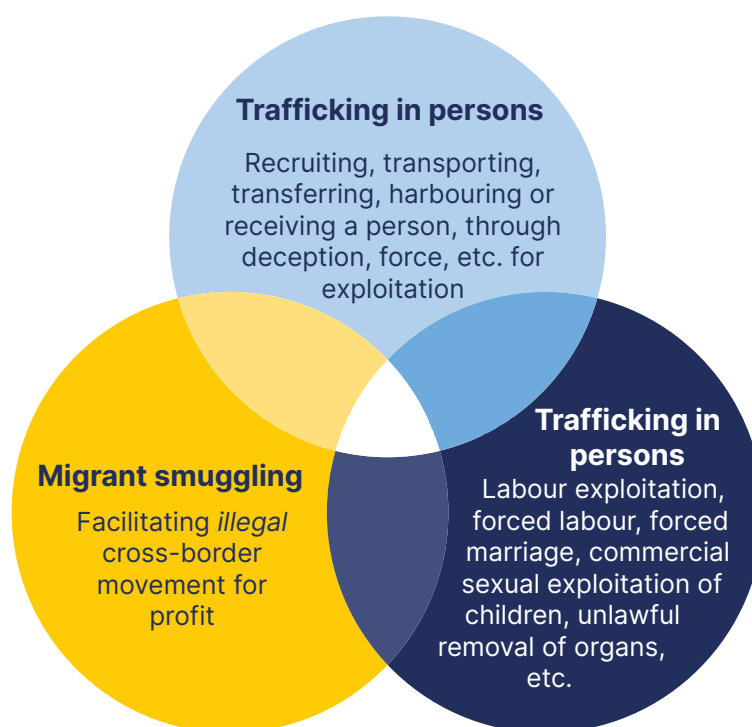 Trafficking in persons
Recruiting, transporting,
transferring, harbouring or
receiving a person, through
deception, force, etc. for
exploitation
Migrant smuggling
Facilitating illegal
cross-border
movement for
profit
Trafficking in
persons
Labour exploitation,
forced labour, forced
marriage, commercial
sexual exploitation of
children, unlawful
removal of organs,
etc.